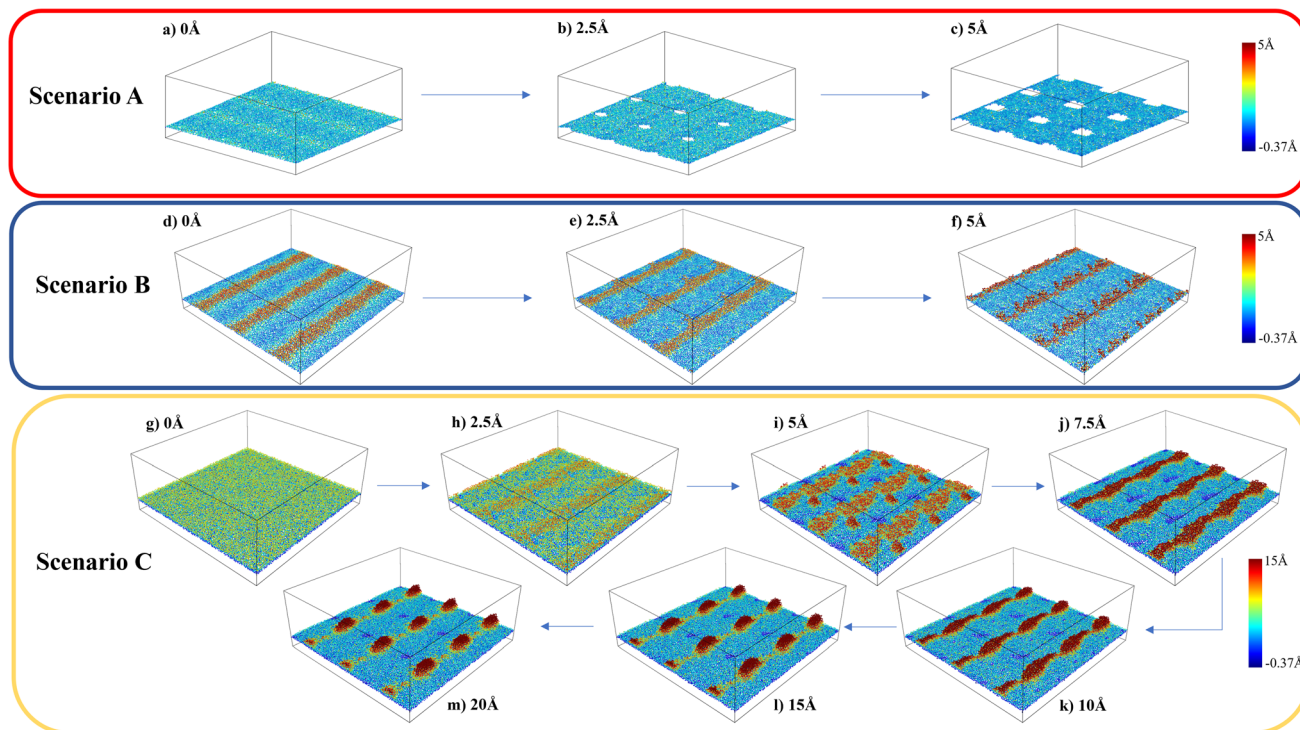 a) 0Å
b) 2.5Å
c) 5Å
5Å
Scenario A
-0.37Å
d) 0Å
e) 2.5Å
f) 5Å
5Å
Scenario B
-0.37Å
g) 0Å
h) 2.5Å
i) 5Å
j) 7.5Å
Scenario C
15Å
-0.37Å
m) 20Å
l) 15Å
k) 10Å